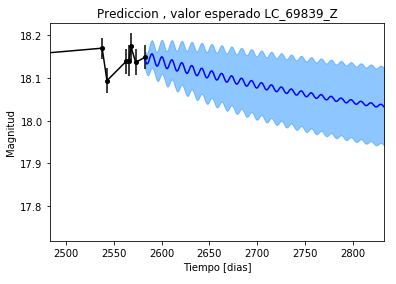 Prediccion , valor esperado LC_69839_Z
18.2
18.1
18.0
17.9
17.8
Magnitud
2500 2550 2600 2650 2700 2750 2800
Tiempo [dias]